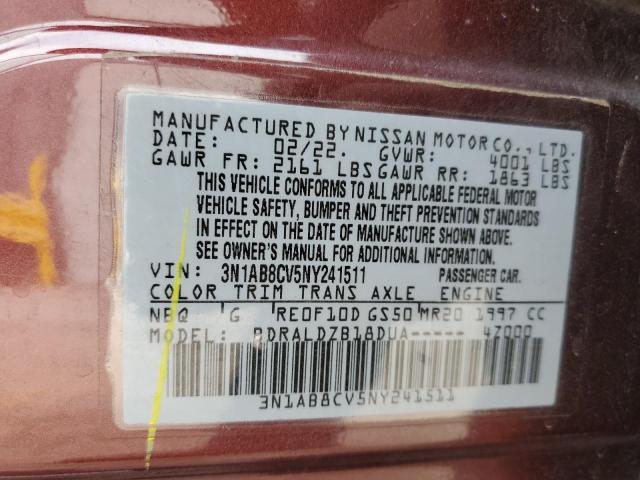 MANUFACTURED BY NISSAN MOTOR CO., LTD.
DATE: 02/22. GVWR: 4001 LBS
GAWR FR: 2161 LBS GAWR RR: 1863 LBS
THIS VEHICLE CONFORMS TO ALL APPLICABLE FEDERAL MOTOR
VEHICLE SAFETY, BUMPER AND THEFT PREVENTION STANDARDS
IN EFFECT ON THE DATE OF MANUFACTURE SHOWN ABOVE.
SEE OWNER'S MANUAL FOR ADDITIONAL INFORMATION.
VIN: 3N1AB8CV5NY241511 PASSENGER CAR.
COLOR TRIM TRANS AXLE ENGINE
NBQ G RE0F10D GS50 MR20 1997 CC
MODEL: BDRALDZB18DUA----- 47000
3N1AB8CV5NY241511